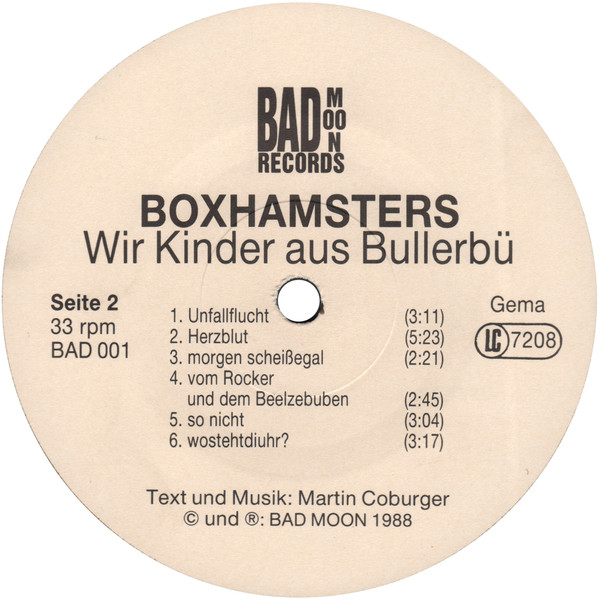 BAD MOON
RECORDS
BOXHAMSTERS
Wir Kinder aus Bullerbü
Seite 2
33 rpm
BAD 001
1. Unfallflucht (3:11)
2. Herzblut (5:23)
3. morgen scheißegal (2:21)
4. vom Rocker
und dem Beelzebuben (2:45)
5. so nicht (3:04)
6. wostehtdiuhr? (3:17)
Gema
LC 7208
Text und Musik: Martin Coburger
© und ®: BAD MOON 1988